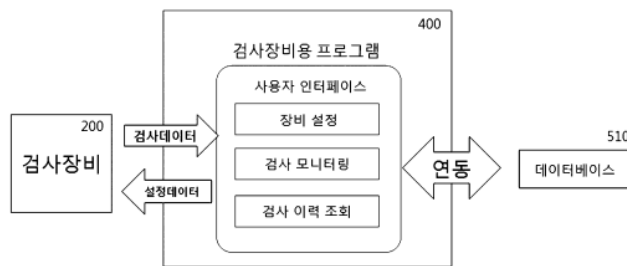 400
검사장비용 프로그램
사용자 인터페이스
200
검사장비
검사데이터
설정데이터
장비 설정
검사 모니터링
검사 이력 조회
연동
510
데이터베이스